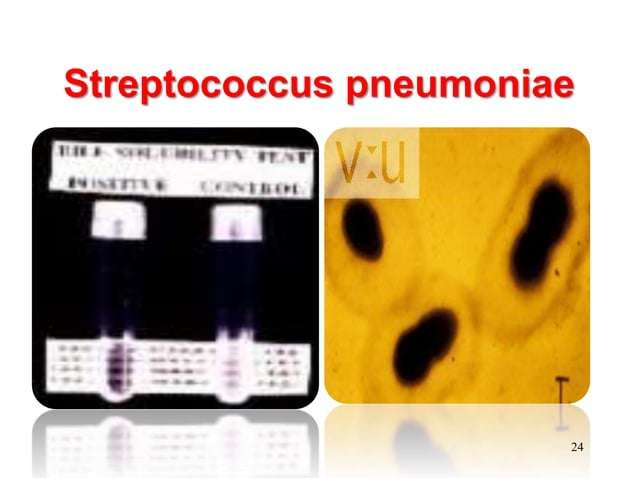 Streptococcus pneumoniae
BILE SOLUBILITY TEST
POSITIVE CONTROL
v:u
24